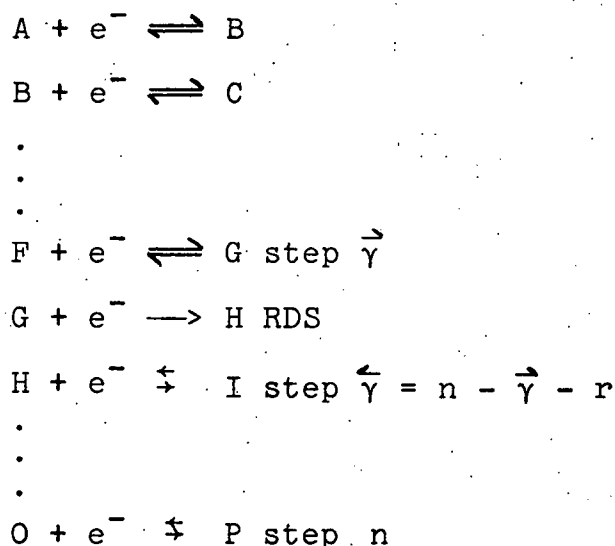 A + e⁻ ⇌ B
B + e⁻ ⇌ C
.
.
.
F + e⁻ ⇌ G step γ⃗
G + e⁻ ⟶ H RDS
H + e⁻ ⇆ I step γ⃖ = n - γ⃗ - r
.
.
.
O + e⁻ ⇆ P step n